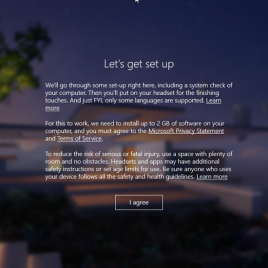 Let's get set up
We'll go through some set-up right here, including a system check of
your computer. Then you'll put on your headset for the finishing
touches. And just FYI, only some languages are supported. Learn
more
For this to work, we need to install up to 2 GB of software on your
computer, and you must agree to the Microsoft Privacy Statement
and Terms of Service.
To reduce the risk of serious or fatal injury, use a space with plenty of
room and no obstacles. Headsets and apps may have additional
safety instructions or set age limits for use. Be sure anyone who uses
your device follows all the safety and health guidelines. Learn more
I agree